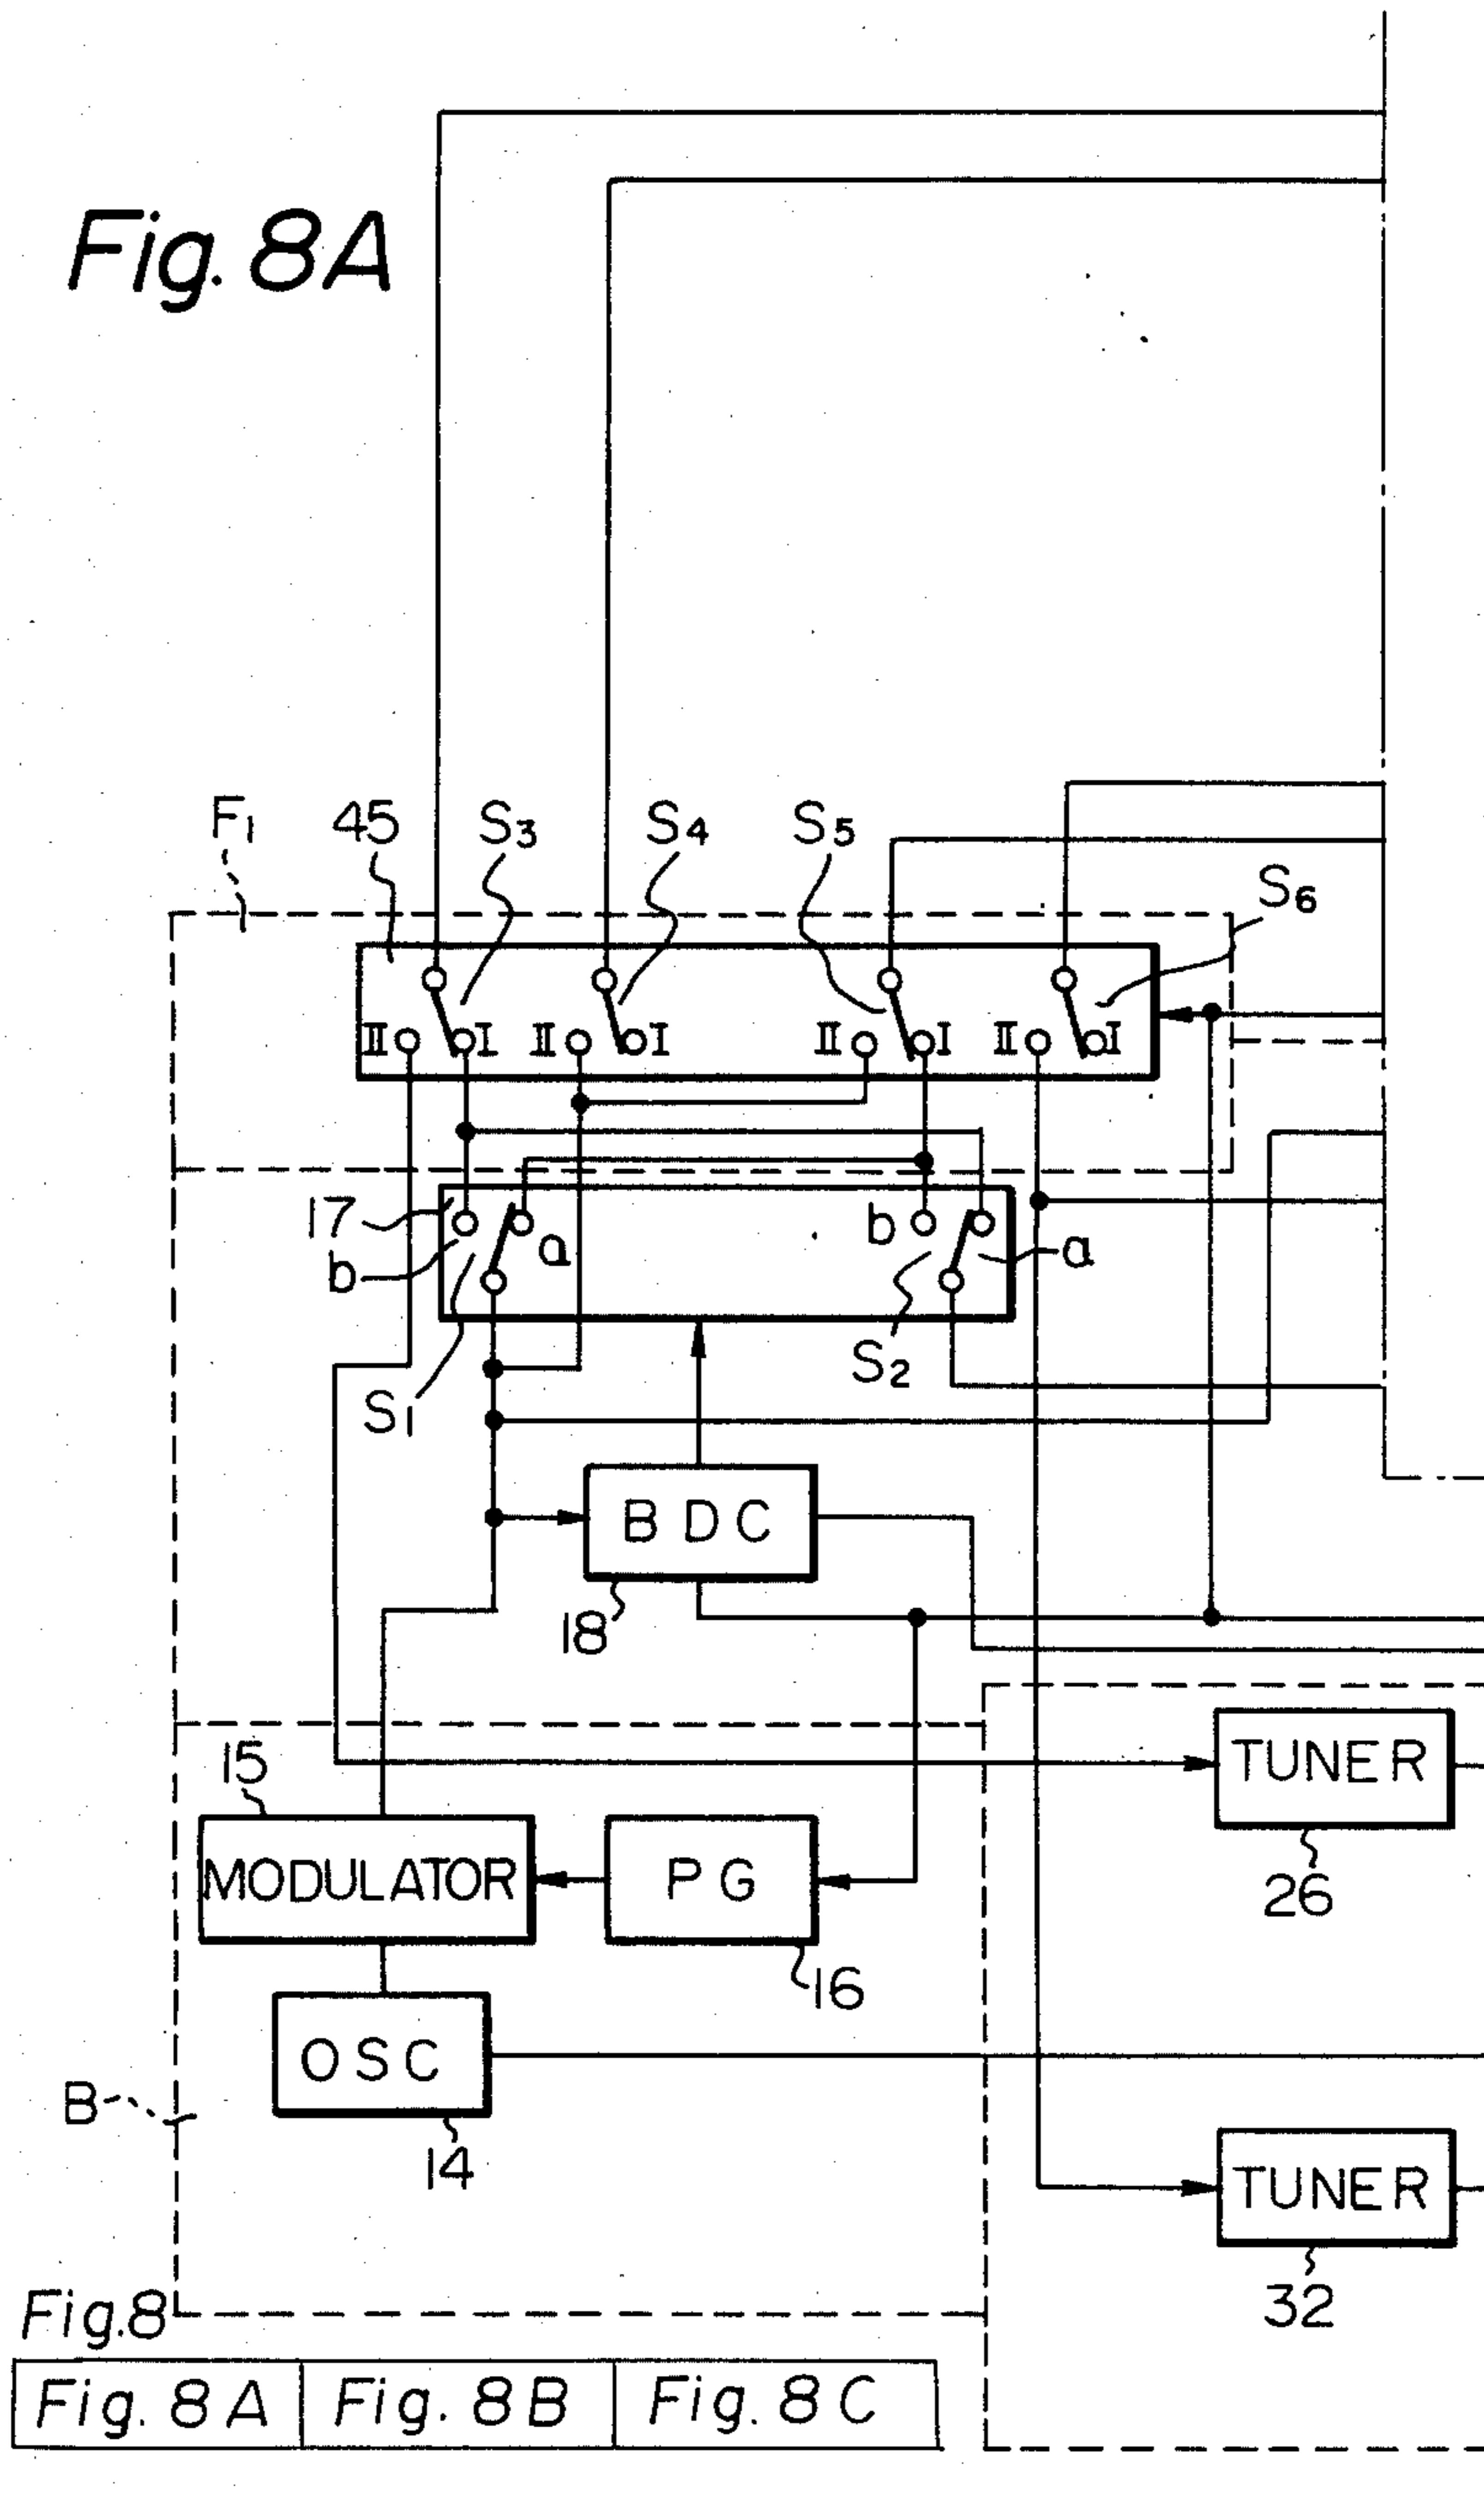 Fig. 8A
F1 45 S3 S4 S5 S6
II I II I II I II I
17 b a b a
S1 S2
BDC
18
15 TUNER
MODULATOR PG 26
16
OSC
B
14 TUNER
32
Fig.8
Fig. 8A Fig. 8B Fig. 8C